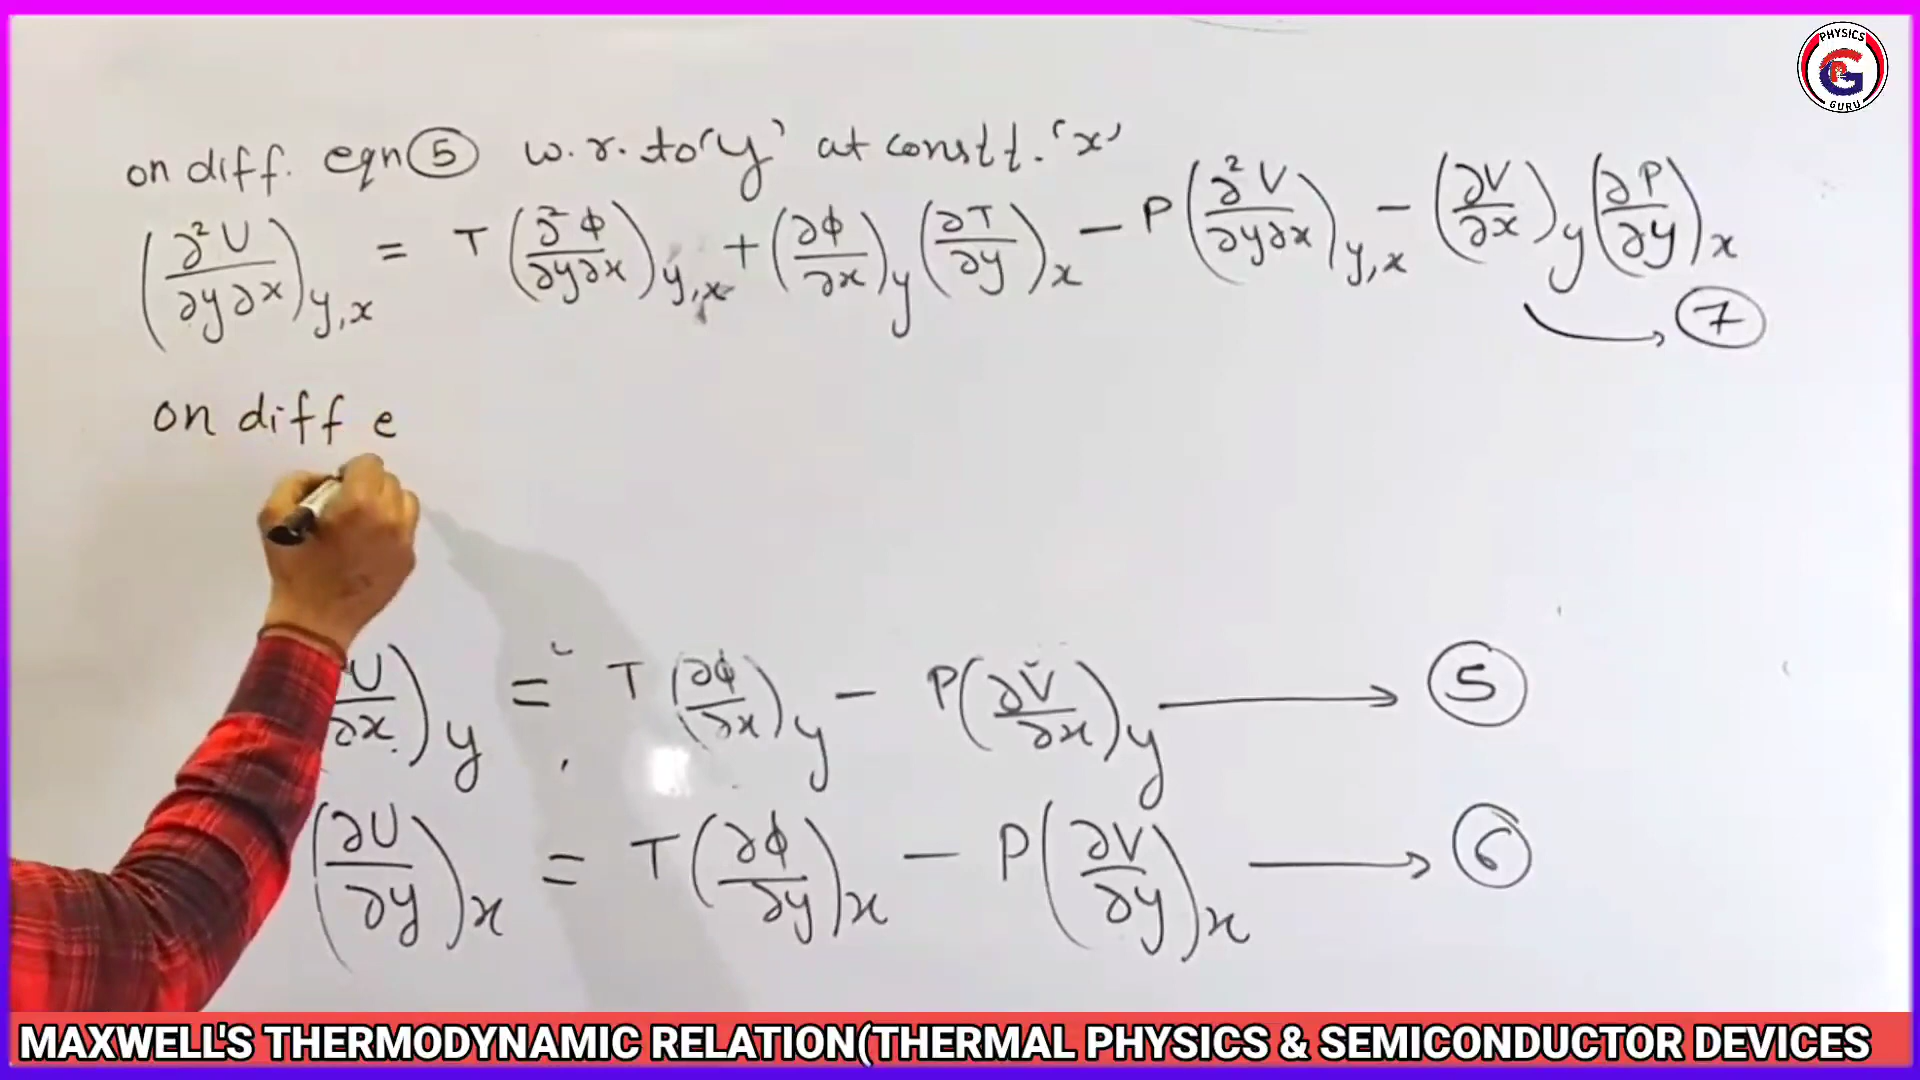 PHYSICS
GURU
on diff. eqn ⑤ w.r.to 'y' at constt. 'x'
(∂²U/∂y∂x)y,x = T (∂²Φ/∂y∂x)y,x + (∂Φ/∂x)y (∂T/∂y)x − P (∂²V/∂y∂x)y,x − (∂V/∂x)y (∂P/∂y)x
→ ⑦
on diff e
U/∂x)y = T (∂Φ/∂x)y − P (∂V/∂x)y → ⑤
(∂U/∂y)x = T (∂Φ/∂y)x − P (∂V/∂y)x → ⑥
MAXWELL'S THERMODYNAMIC RELATION(THERMAL PHYSICS & SEMICONDUCTOR DEVICES